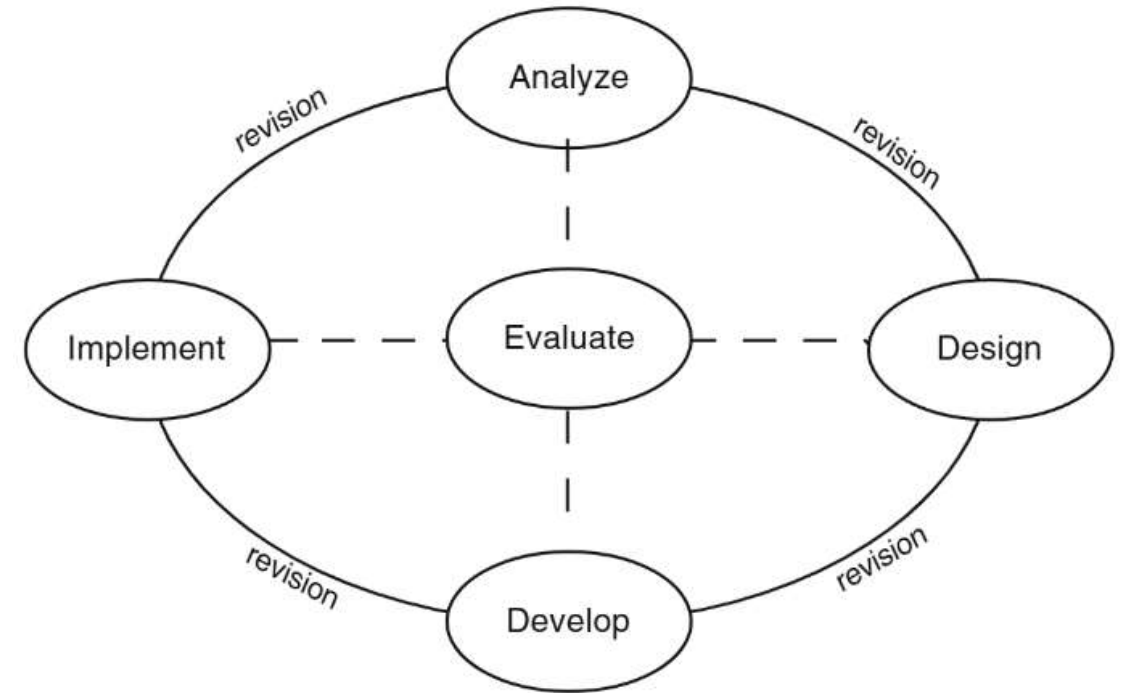 Analyze
revision
revision
Implement
Evaluate
Design
revision
revision
Develop